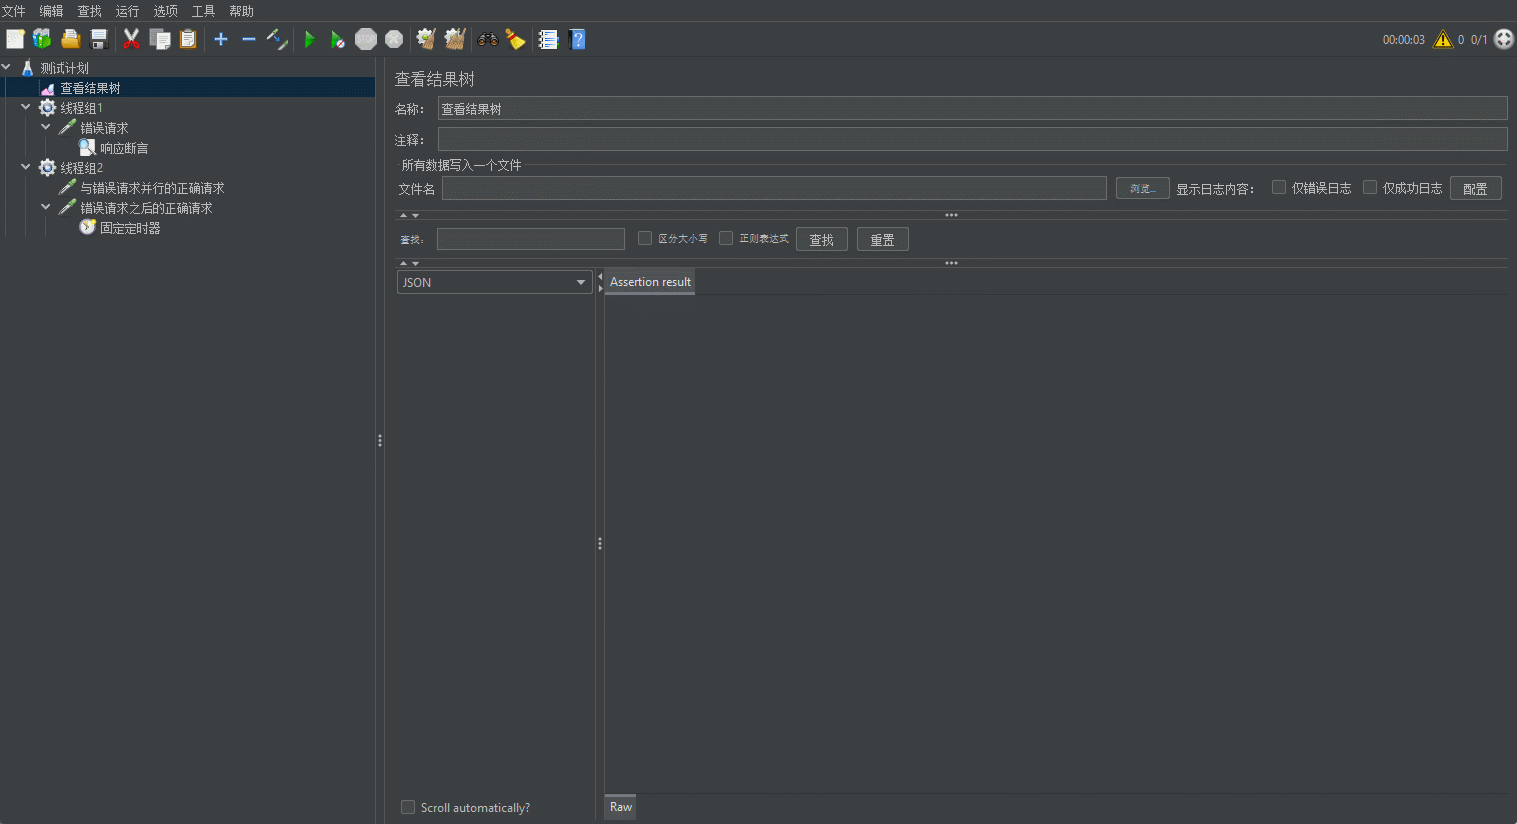 文件 编辑 查找 运行 选项 工具 帮助
STOP 00:00:03 0 0/1
测试计划
查看结果树
线程组1
错误请求
响应断言
线程组2
与错误请求并行的正确请求
错误请求之后的正确请求
固定定时器
查看结果树
名称： 查看结果树
注释：
所有数据写入一个文件
文件名 浏览... 显示日志内容： 仅错误日志 仅成功日志 配置
查找： 区分大小写 正则表达式 查找 重置
JSON Assertion result
Scroll automatically? Raw